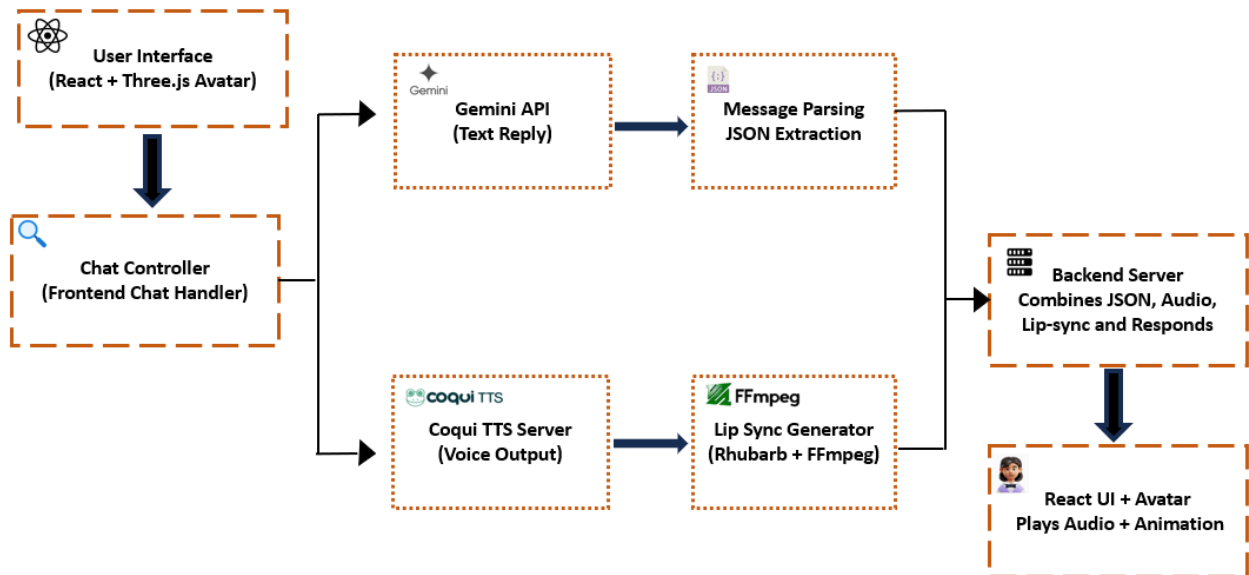 User Interface
(React + Three.js Avatar)
Gemini
Gemini API
(Text Reply)
{:}
JSON
Message Parsing
JSON Extraction
Chat Controller
(Frontend Chat Handler)
Backend Server
Combines JSON, Audio,
Lip-sync and Responds
coqui TTS
Coqui TTS Server
(Voice Output)
FFmpeg
Lip Sync Generator
(Rhubarb + FFmpeg)
React UI + Avatar
Plays Audio + Animation